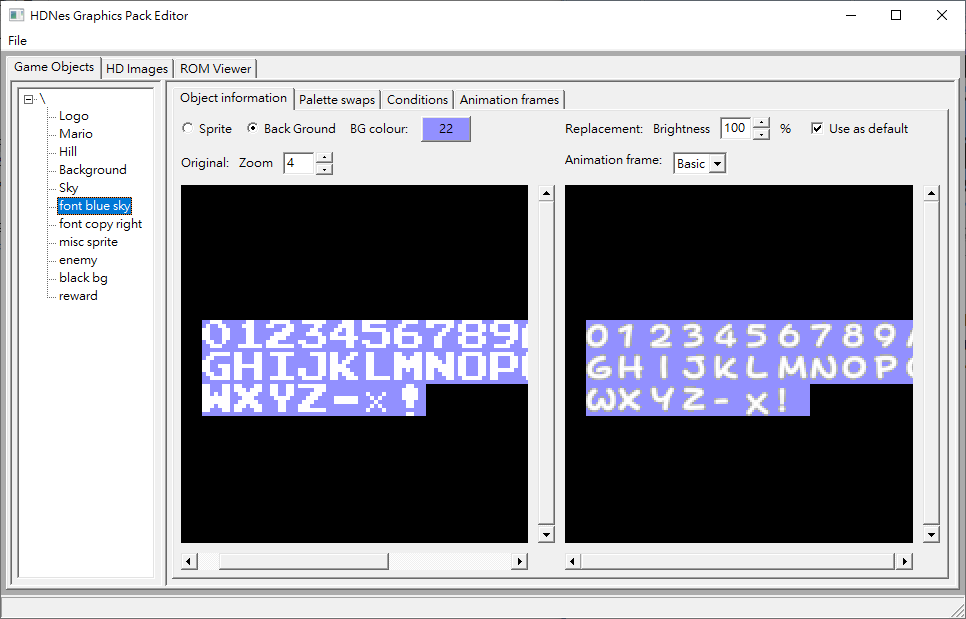 HDNes Graphics Pack Editor
File
Game Objects HD Images ROM Viewer
\
Logo
Mario
Hill
Background
Sky
font blue sky
font copy right
misc sprite
enemy
black bg
reward
Object information Palette swaps Conditions Animation frames
Sprite Back Ground BG colour: 22
Original: Zoom 4
0123456789
GHIJKLMNOP
WXYZ-x!
Replacement: Brightness 100 % Use as default
Animation frame: Basic
0123456789
GHIJKLMNOP
WXYZ-x!